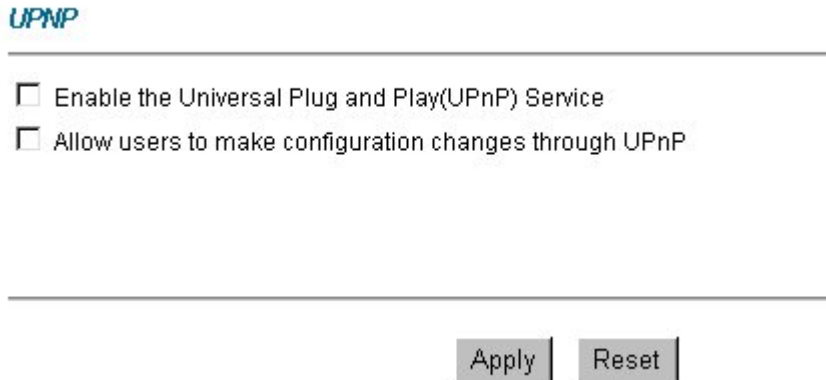 UPNP
Enable the Universal Plug and Play(UPnP) Service
Allow users to make configuration changes through UPnP
Apply Reset